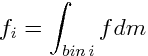 f_i = \int_{bin i} f dm